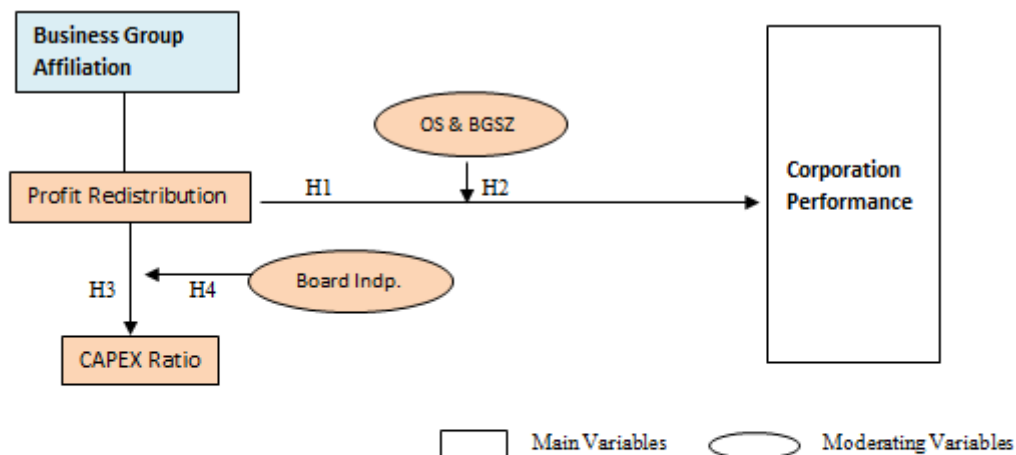 Business Group
Affiliation
OS & BGSZ
Profit Redistribution
H1
H2
Corporation
Performance
H3
H4
Board Indp.
CAPEX Ratio
Main Variables
Moderating Variables